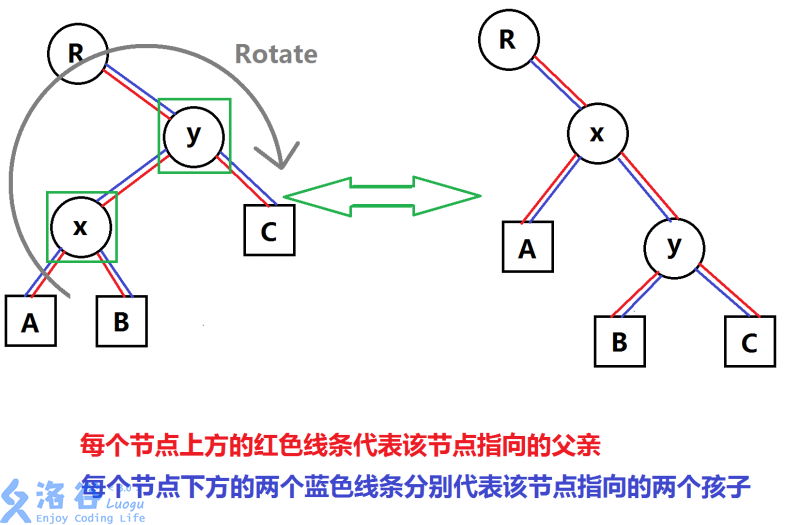 R
Rotate
y
x
C
A
B
R
x
A
y
B
C
每个节点上方的红色线条代表该节点指向的父亲
每个节点下方的两个蓝色线条分别代表该节点指向的两个孩子
洛谷
Luogu
Enjoy Coding Life